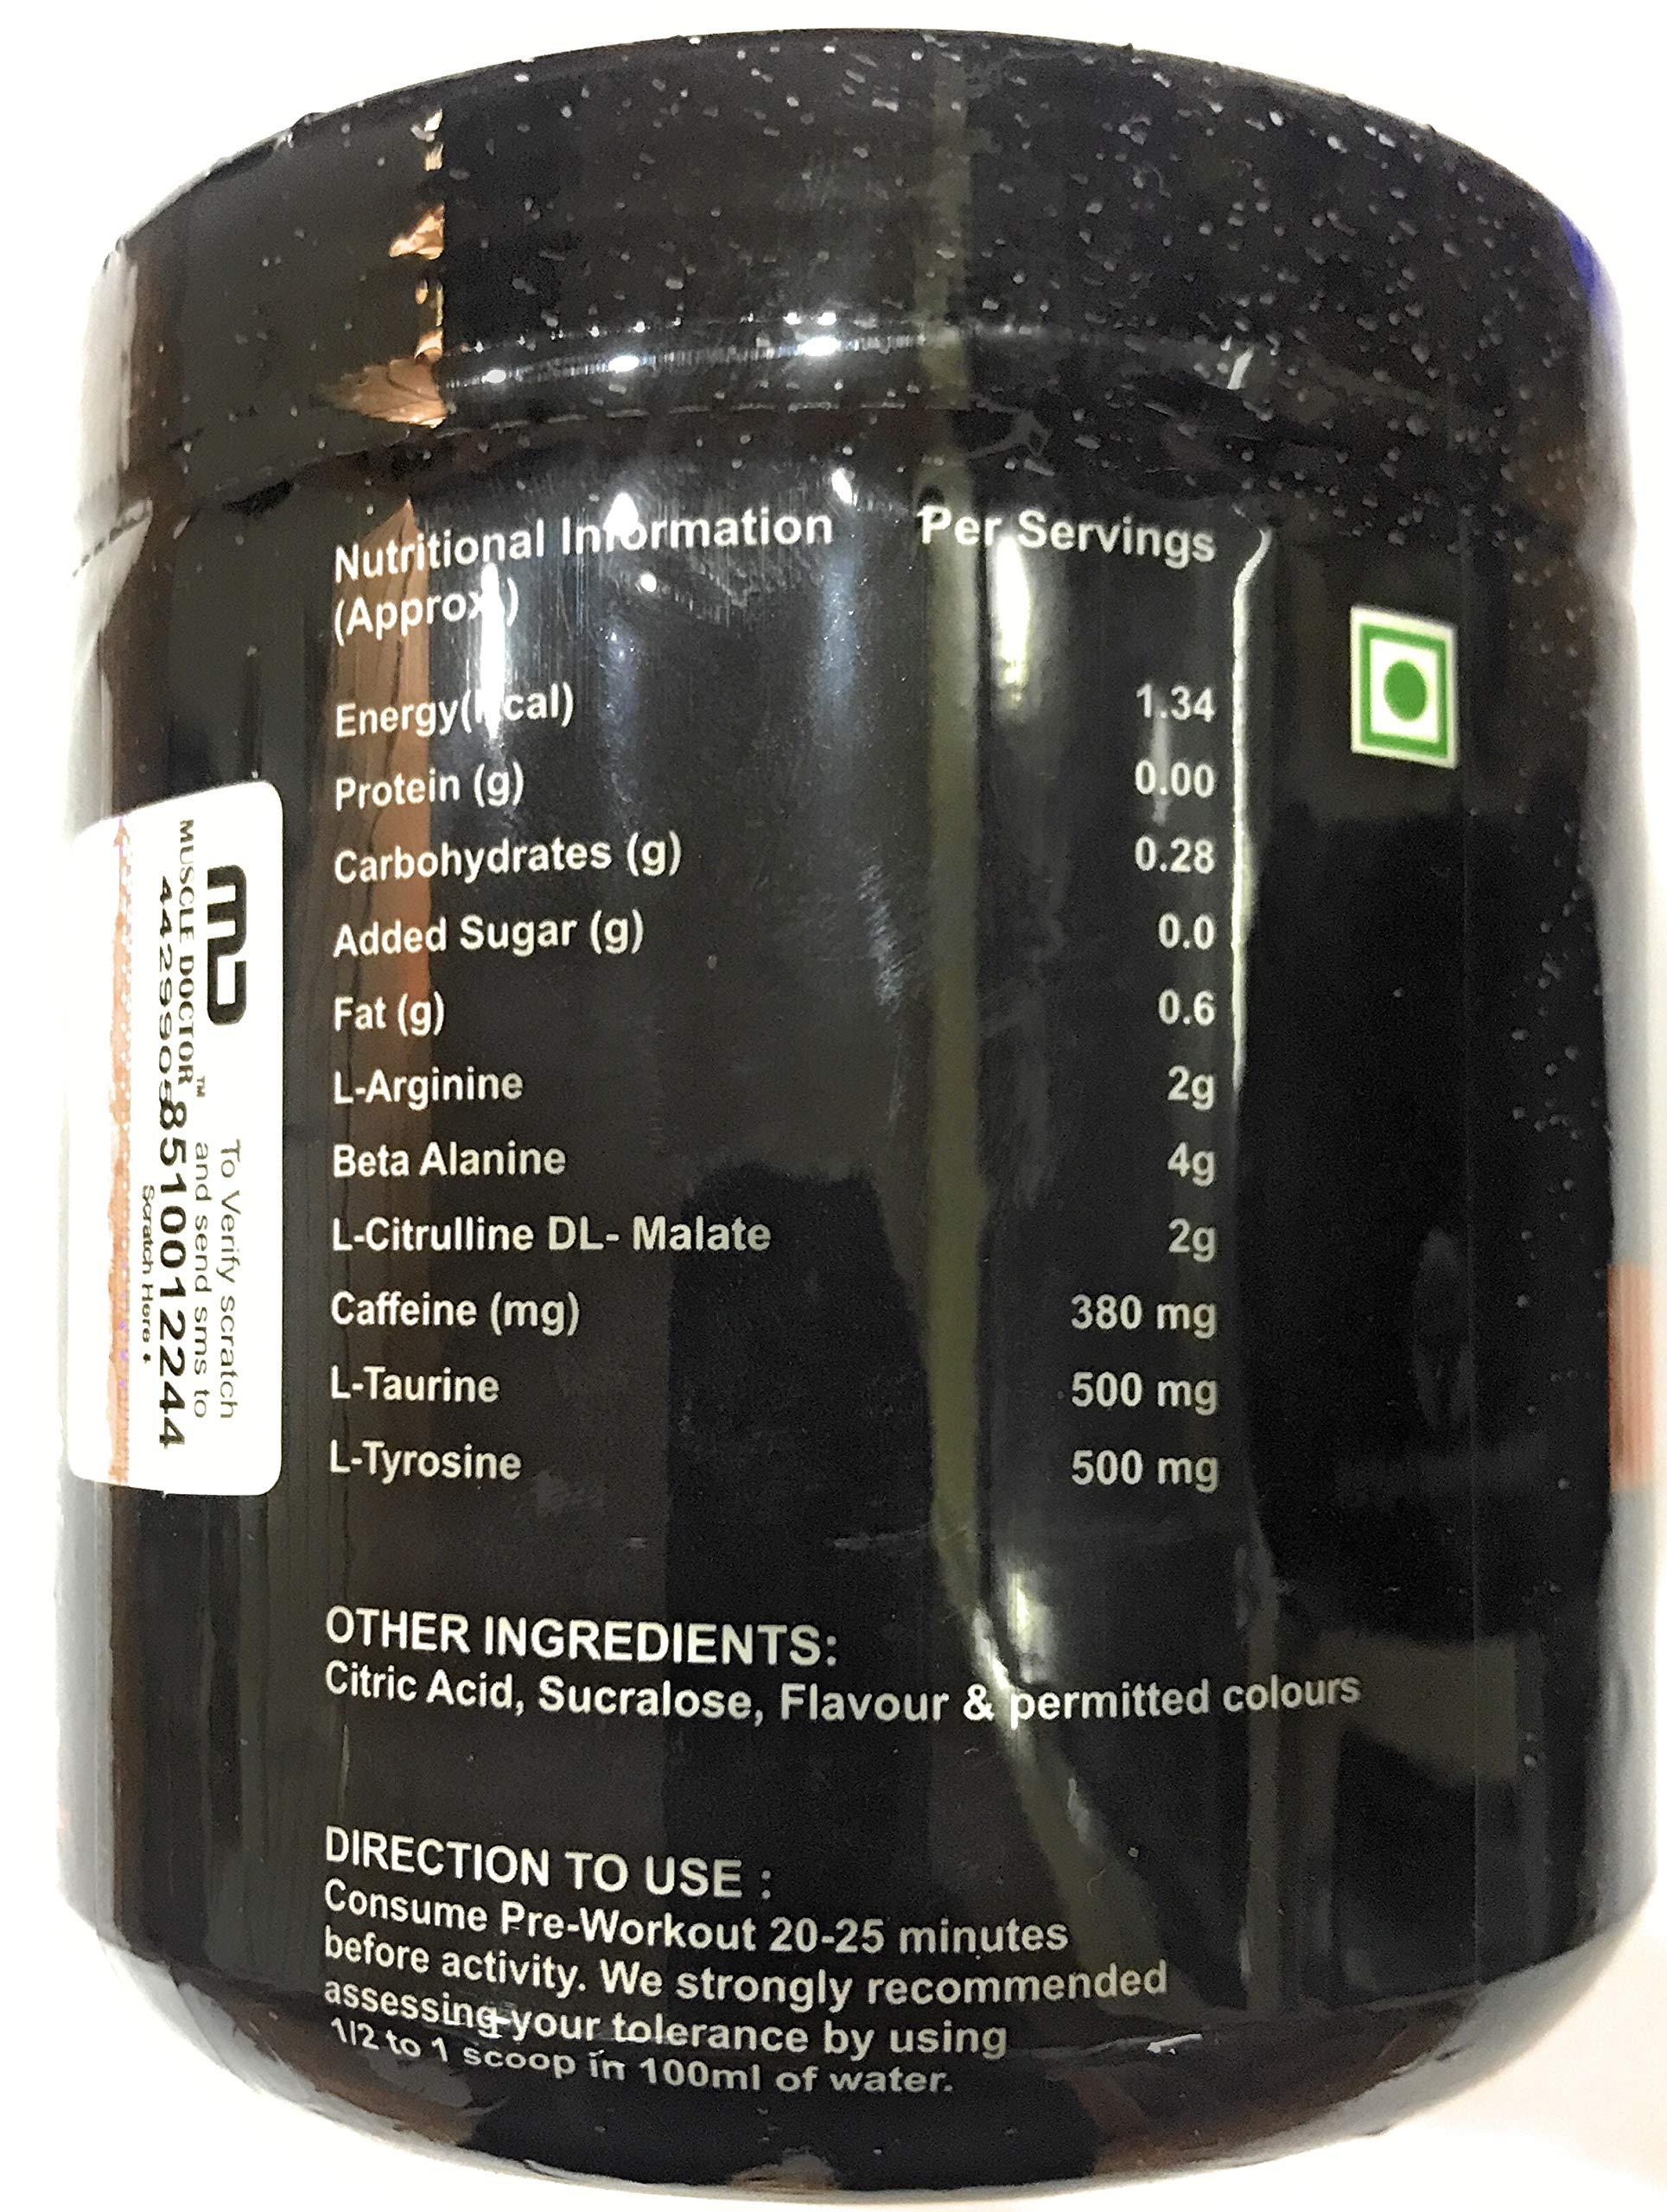 Nutritional Information Per Servings
(Approx.)
Energy(kcal) 1.34
Protein (g) 0.00
Carbohydrates (g) 0.28
Added Sugar (g) 0.0
Fat (g) 0.6
L-Arginine 2g
Beta Alanine 4g
L-Citrulline DL- Malate 2g
Caffeine (mg) 380 mg
L-Taurine 500 mg
L-Tyrosine 500 mg
OTHER INGREDIENTS:
Citric Acid, Sucralose, Flavour & permitted colours
DIRECTION TO USE :
Consume Pre-Workout 20-25 minutes
before activity. We strongly recommended
assessing your tolerance by using
1/2 to 1 scoop in 100ml of water.
MD
MUSCLE DOCTOR™
To Verify scratch
and send sms to
8510012244
Scratch Here